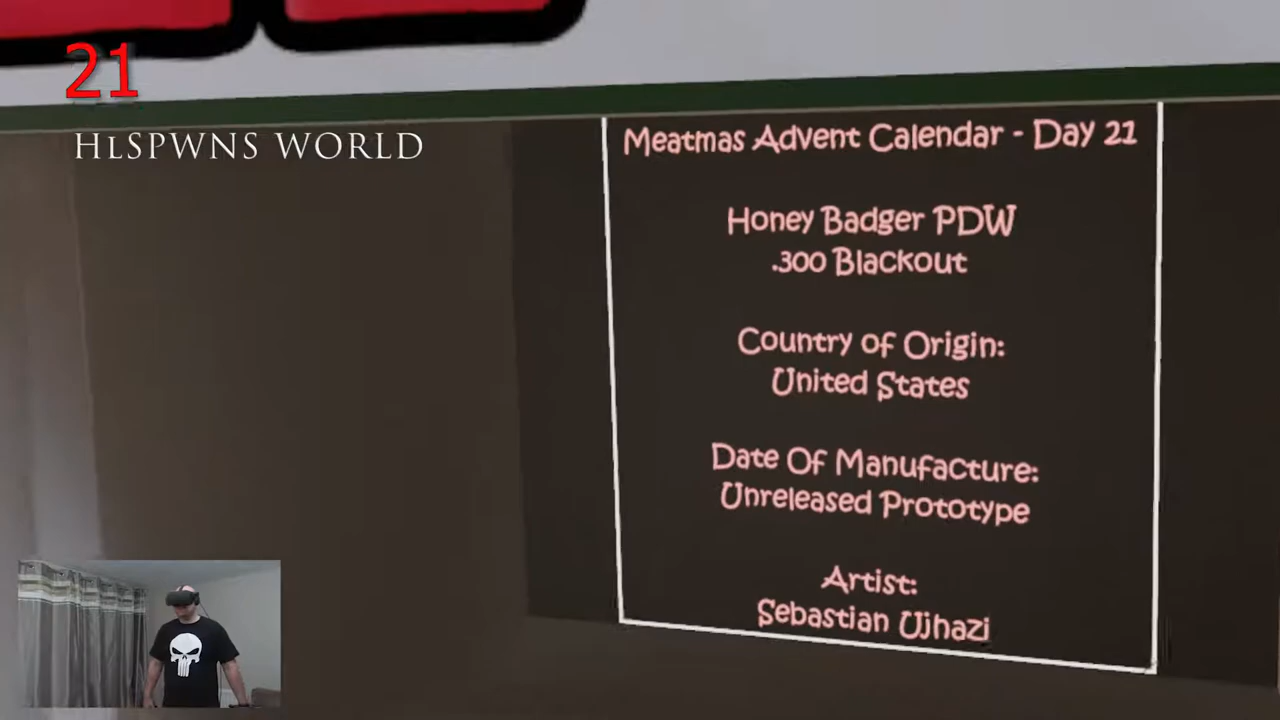 21
HLSPWNS WORLD
Meatmas Advent Calendar - Day 21
Honey Badger PDW
.300 Blackout
Country of Origin:
United States
Date Of Manufacture:
Unreleased Prototype
Artist:
Sebastian Ujhazi